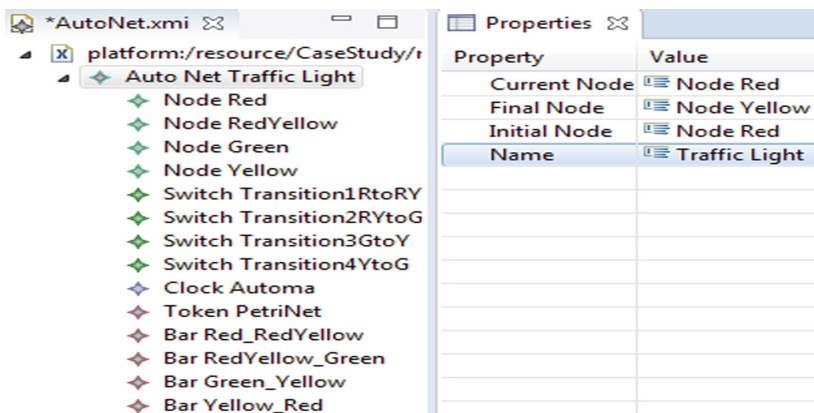 *AutoNet.xmi
platform:/resource/CaseStudy/r
Auto Net Traffic Light
Node Red
Node RedYellow
Node Green
Node Yellow
Switch Transition1RtoRY
Switch Transition2RYtoG
Switch Transition3GtoY
Switch Transition4YtoG
Clock Automa
Token PetriNet
Bar Red_RedYellow
Bar RedYellow_Green
Bar Green_Yellow
Bar Yellow_Red
Properties
Property Value
Current Node Node Red
Final Node Node Yellow
Initial Node Node Red
Name Traffic Light